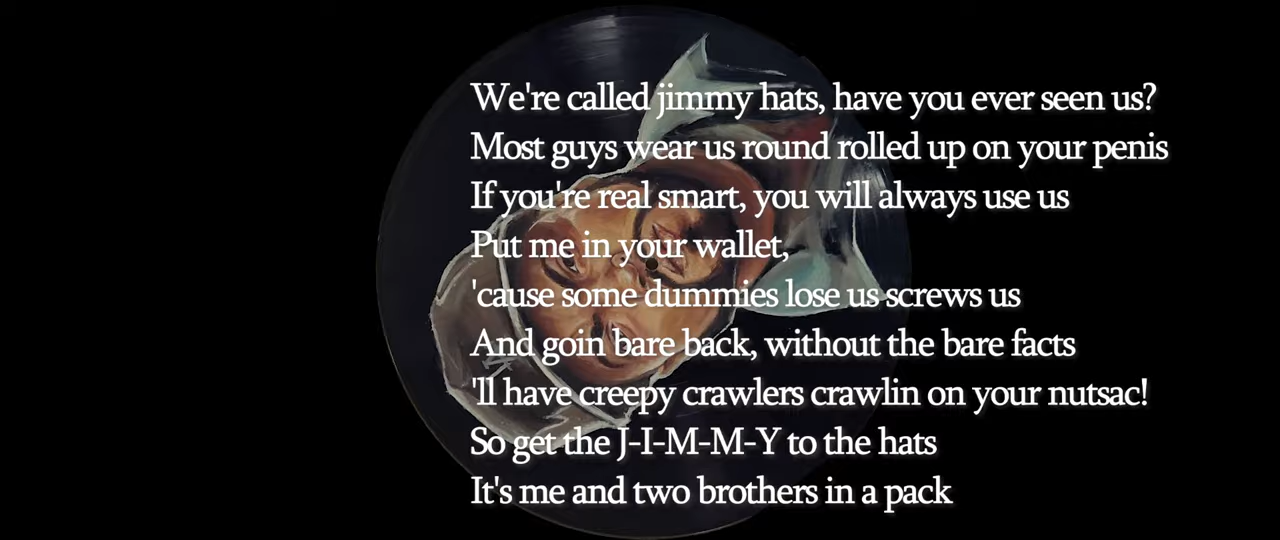 We're called jimmy hats, have you ever seen us?
Most guys wear us round rolled up on your penis
If you're real smart, you will always use us
Put me in your wallet,
'cause some dummies lose us screws us
And goin bare back, without the bare facts
'll have creepy crawlers crawlin on your nutsac!
So get the J-I-M-M-Y to the hats
It's me and two brothers in a pack